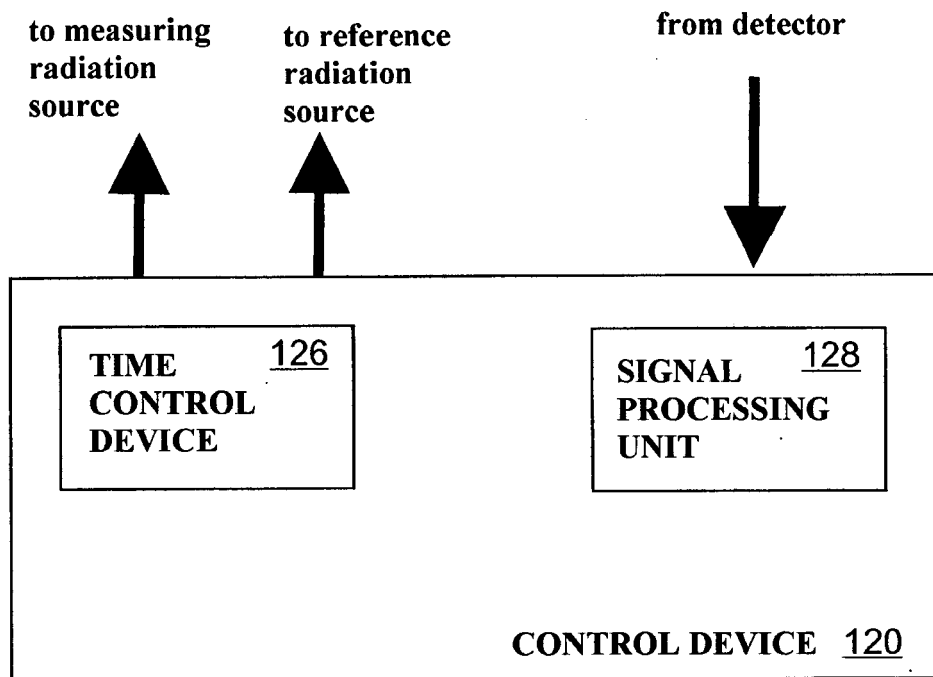 to measuring
radiation
source
to reference
radiation
source
from detector
TIME
CONTROL
DEVICE
126
SIGNAL
PROCESSING
UNIT
128
CONTROL DEVICE 120